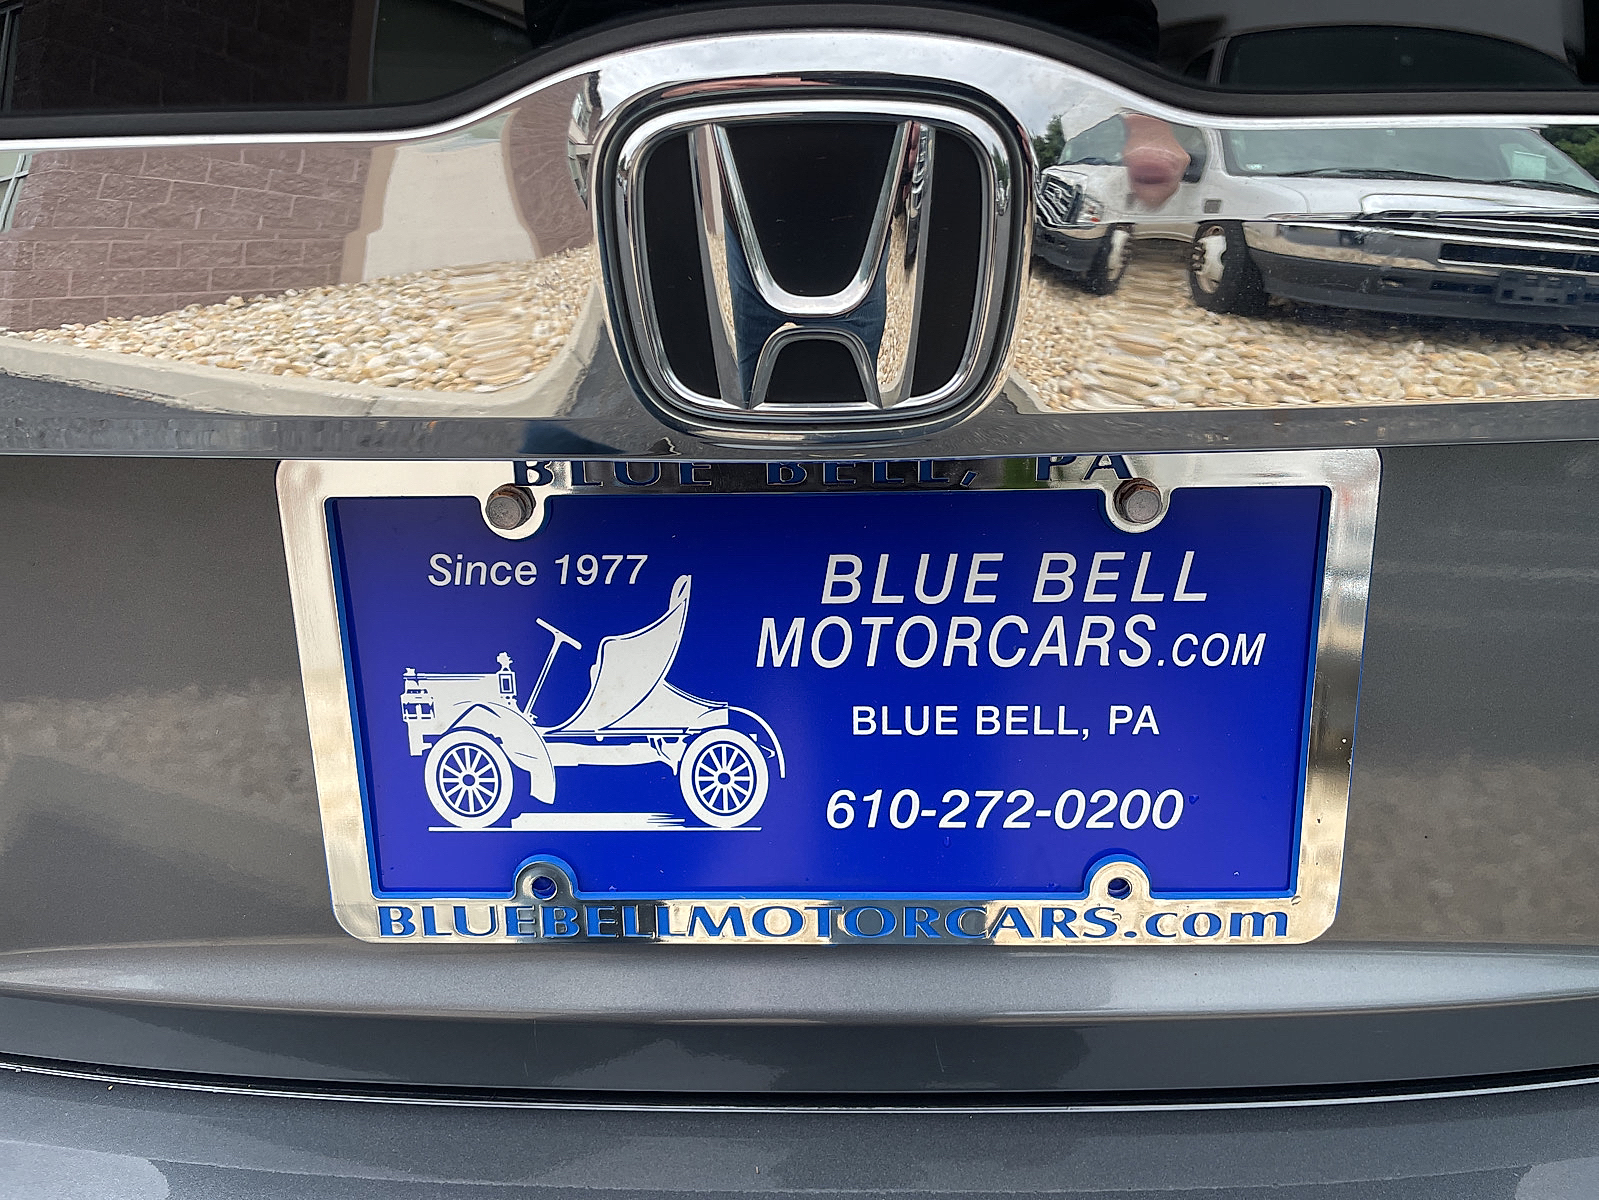 BLUE BELL, PA
Since 1977
BLUE BELL
MOTORCARS.COM
BLUE BELL, PA
610-272-0200
BLUEBELLMOTORCARS.com